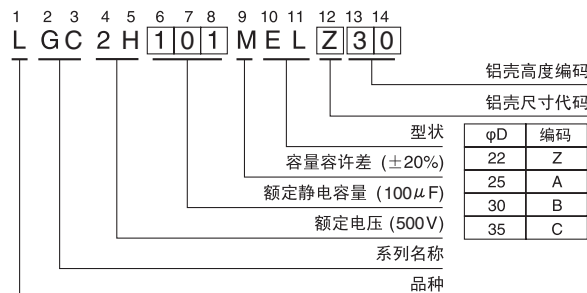 1 2 3 4 5 6 7 8 9 10 11 12 13 14
L G C 2 H 1 0 1 M E L Z 3 0
铝壳高度编码
铝壳尺寸代码
型状
容量容许差 (±20%)
额定静电容量 (100μF)
额定电压 (500V)
系列名称
品种
φD 编码
22 Z
25 A
30 B
35 C